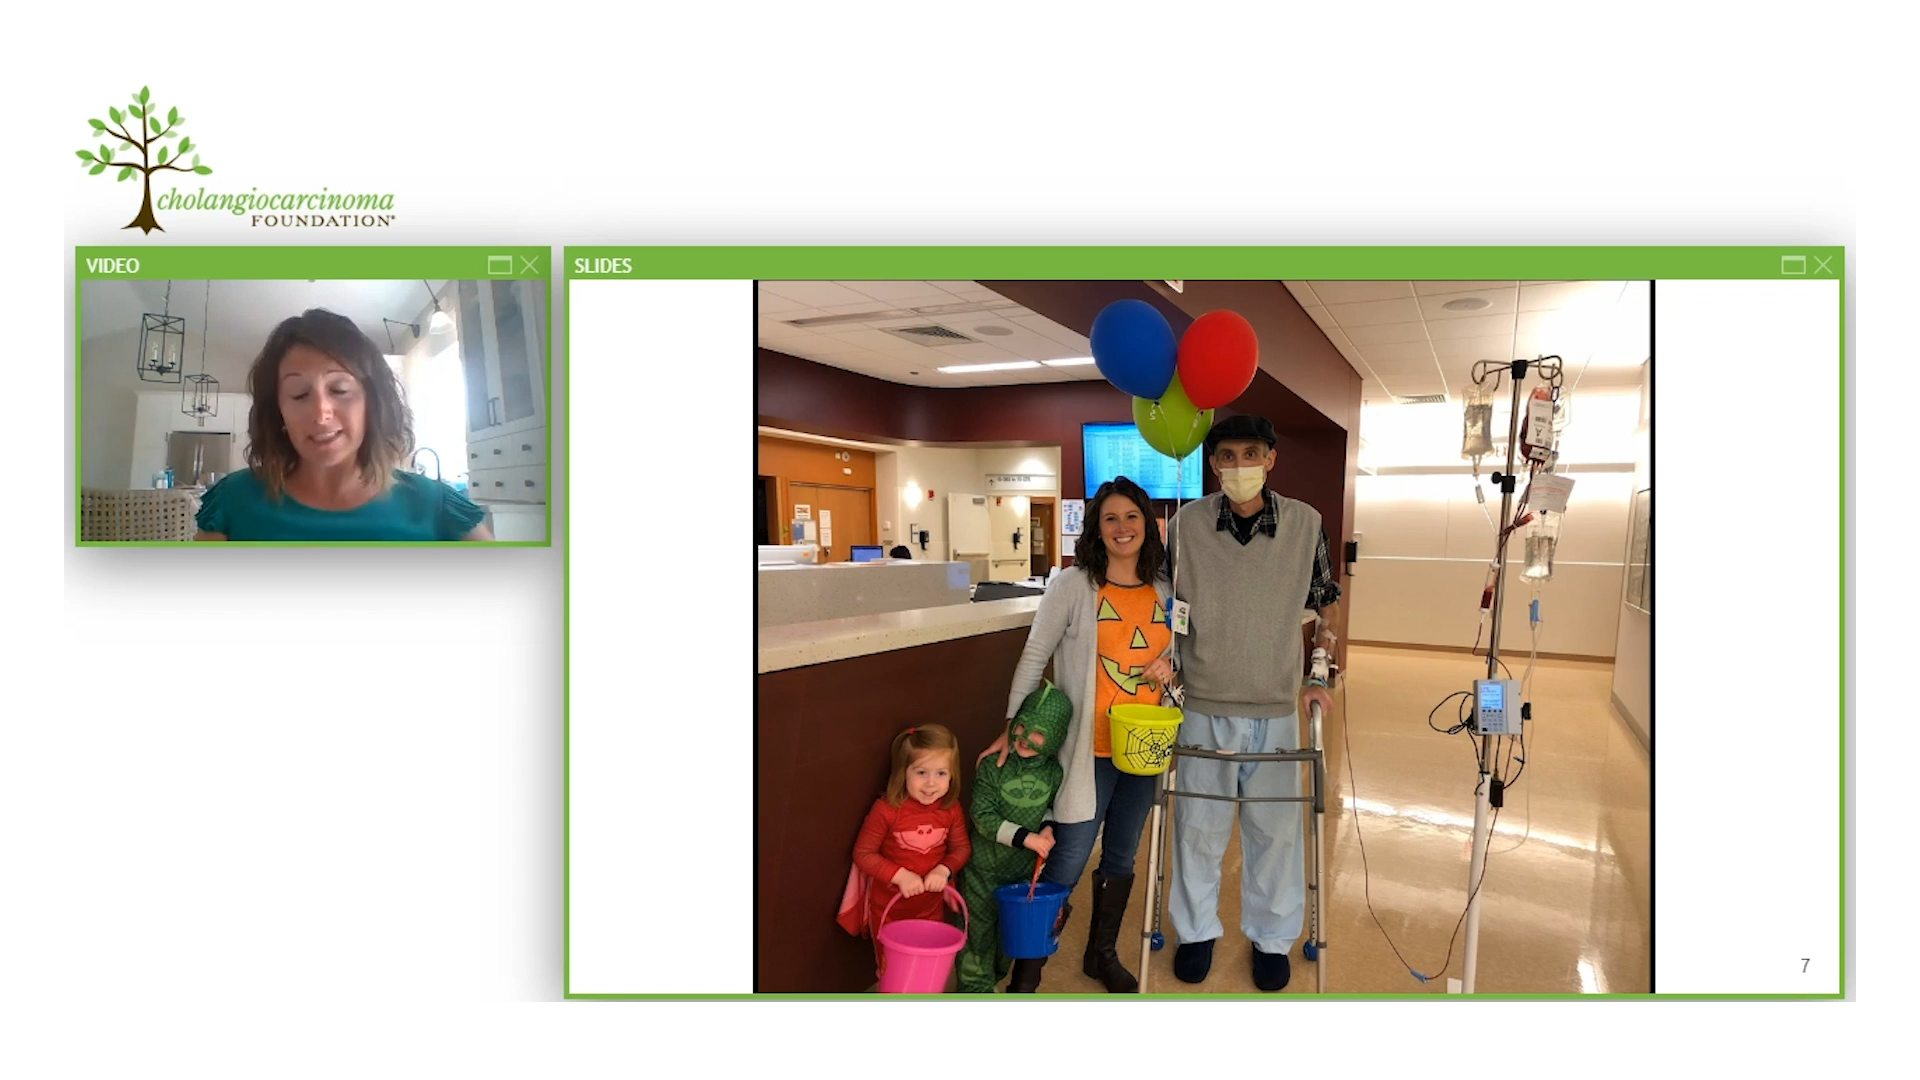 cholangiocarcinoma
FOUNDATION®
VIDEO
SLIDES
7